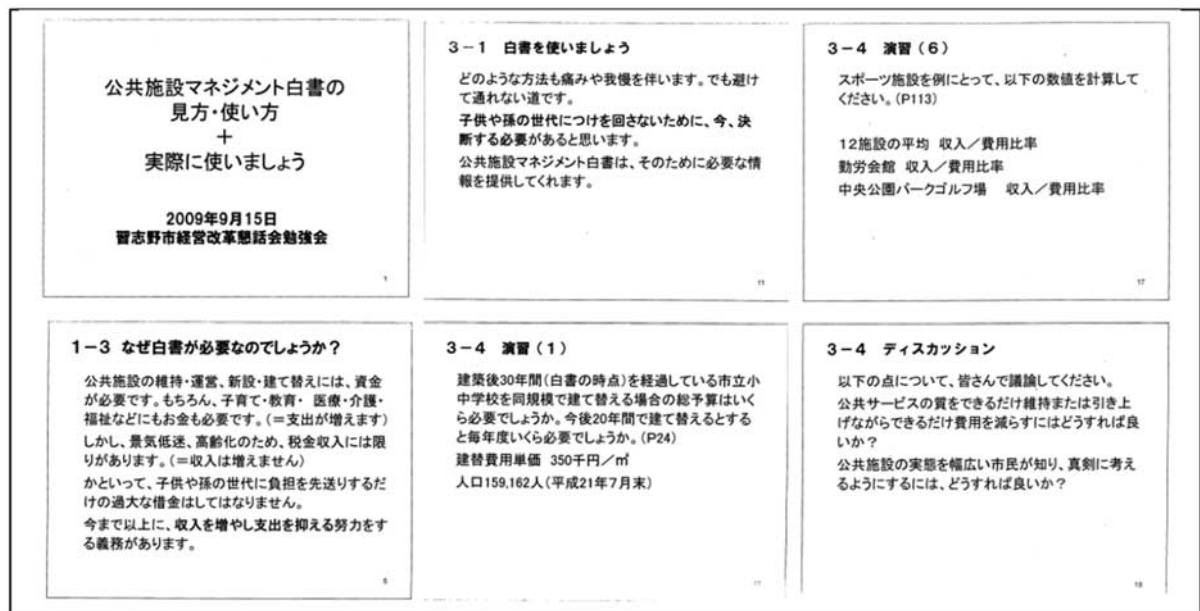 公共施設マネジメント白書の
見方・使い方
+
実際に使いましょう
2009年9月15日
習志野市経営改革懇話会勉強会
1
3－1 白書を使いましょう
どのような方法も痛みや我慢を伴います。でも避け
て通れない道です。
子供や孫の世代につけを回さないために、今、決
断する必要があると思います。
公共施設マネジメント白書は、そのために必要な情
報を提供してくれます。
11
3－4 演習（6）
スポーツ施設を例にとって、以下の数値を計算して
ください。(P113)
12施設の平均 収入／費用比率
勤労会館 収入／費用比率
中央公園パークゴルフ場 収入／費用比率
17
1－3 なぜ白書が必要なのでしょうか？
公共施設の維持・運営、新設・建て替えには、資金
が必要です。もちろん、子育て・教育・ 医療・介護・
福祉などにもお金も必要です。(＝支出が増えます)
しかし、景気低迷、高齢化のため、税金収入には限
りがあります。(＝収入は増えません)
かといって、子供や孫の世代に負担を先送りするだ
けの過大な借金はしてはなりません。
今まで以上に、収入を増やし支出を抑える努力をす
る義務があります。
3－4 演習（1）
建築後30年間(白書の時点)を経過している市立小
中学校を同規模で建て替える場合の総予算はいく
ら必要でしょうか。今後20年間で建て替えるとする
と毎年度いくら必要でしょうか。(P24)
建替費用単価 350千円／㎡
人口159,162人(平成21年7月末)
3－4 ディスカッション
以下の点について、皆さんで議論してください。
公共サービスの質をできるだけ維持または引き上
げながらできるだけ費用を減らすにはどうすれば良
いか？
公共施設の実態を幅広い市民が知り、真剣に考え
るようにするには、どうすれば良いか？